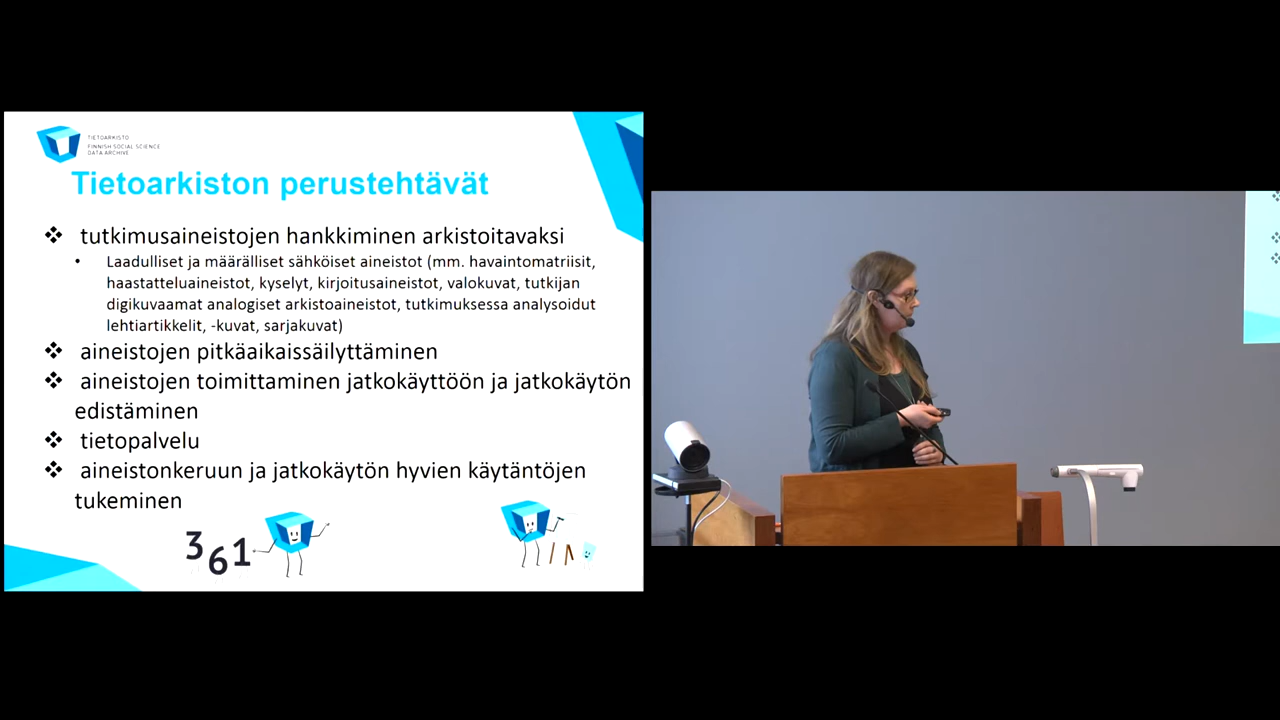 TIETOARKISTO
FINNISH SOCIAL SCIENCE
DATA ARCHIVE
Tietoarkiston perustehtävät
❖ tutkimusaineistojen hankkiminen arkistoitavaksi
• Laadulliset ja määrälliset sähköiset aineistot (mm. havaintomatriisit,
haastatteluaineistot, kyselyt, kirjoitusaineistot, valokuvat, tutkijan
digikuvaamat analogiset arkistoaineistot, tutkimuksessa analysoidut
lehtiartikkelit, -kuvat, sarjakuvat)
❖ aineistojen pitkäaikaissäilyttäminen
❖ aineistojen toimittaminen jatkokäyttöön ja jatkokäytön
edistäminen
❖ tietopalvelu
❖ aineistonkeruun ja jatkokäytön hyvien käytäntöjen
tukeminen
361